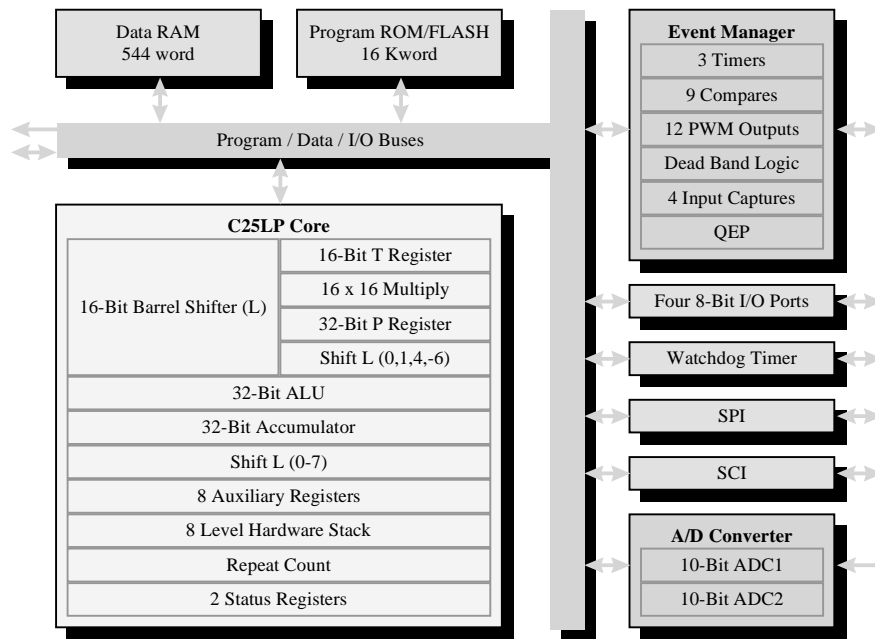 Data RAM
544 word
Program ROM/FLASH
16 Kword
Program / Data / I/O Buses
C25LP Core
16-Bit Barrel Shifter (L)
16-Bit T Register
16 x 16 Multiply
32-Bit P Register
Shift L (0,1,4,-6)
32-Bit ALU
32-Bit Accumulator
Shift L (0-7)
8 Auxiliary Registers
8 Level Hardware Stack
Repeat Count
2 Status Registers
Event Manager
3 Timers
9 Compares
12 PWM Outputs
Dead Band Logic
4 Input Captures
QEP
Four 8-Bit I/O Ports
Watchdog Timer
SPI
SCI
A/D Converter
10-Bit ADC1
10-Bit ADC2